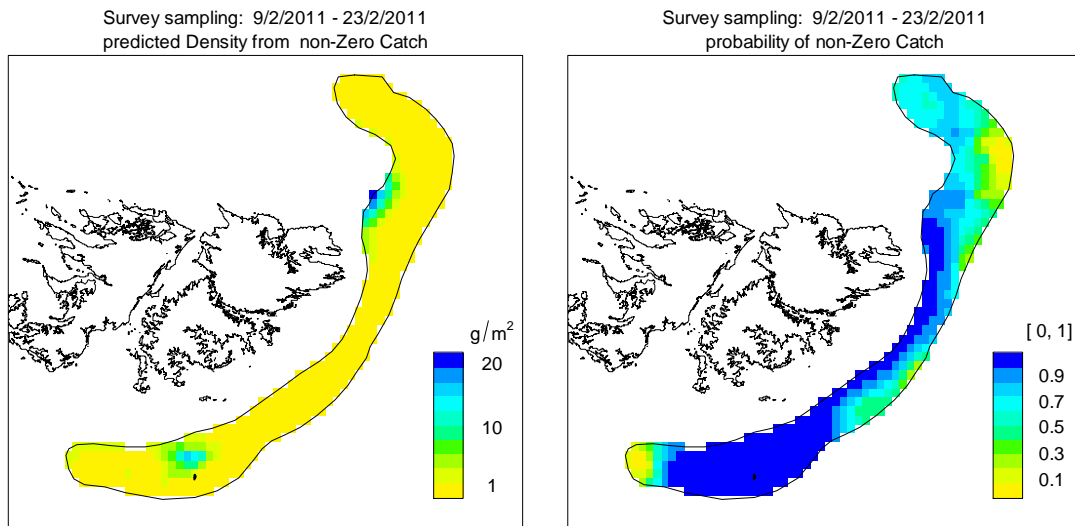 Survey sampling: 9/2/2011 - 23/2/2011
predicted Density from non-Zero Catch
g/m²
20
10
1
Survey sampling: 9/2/2011 - 23/2/2011
probability of non-Zero Catch
[ 0, 1]
0.9
0.7
0.5
0.3
0.1